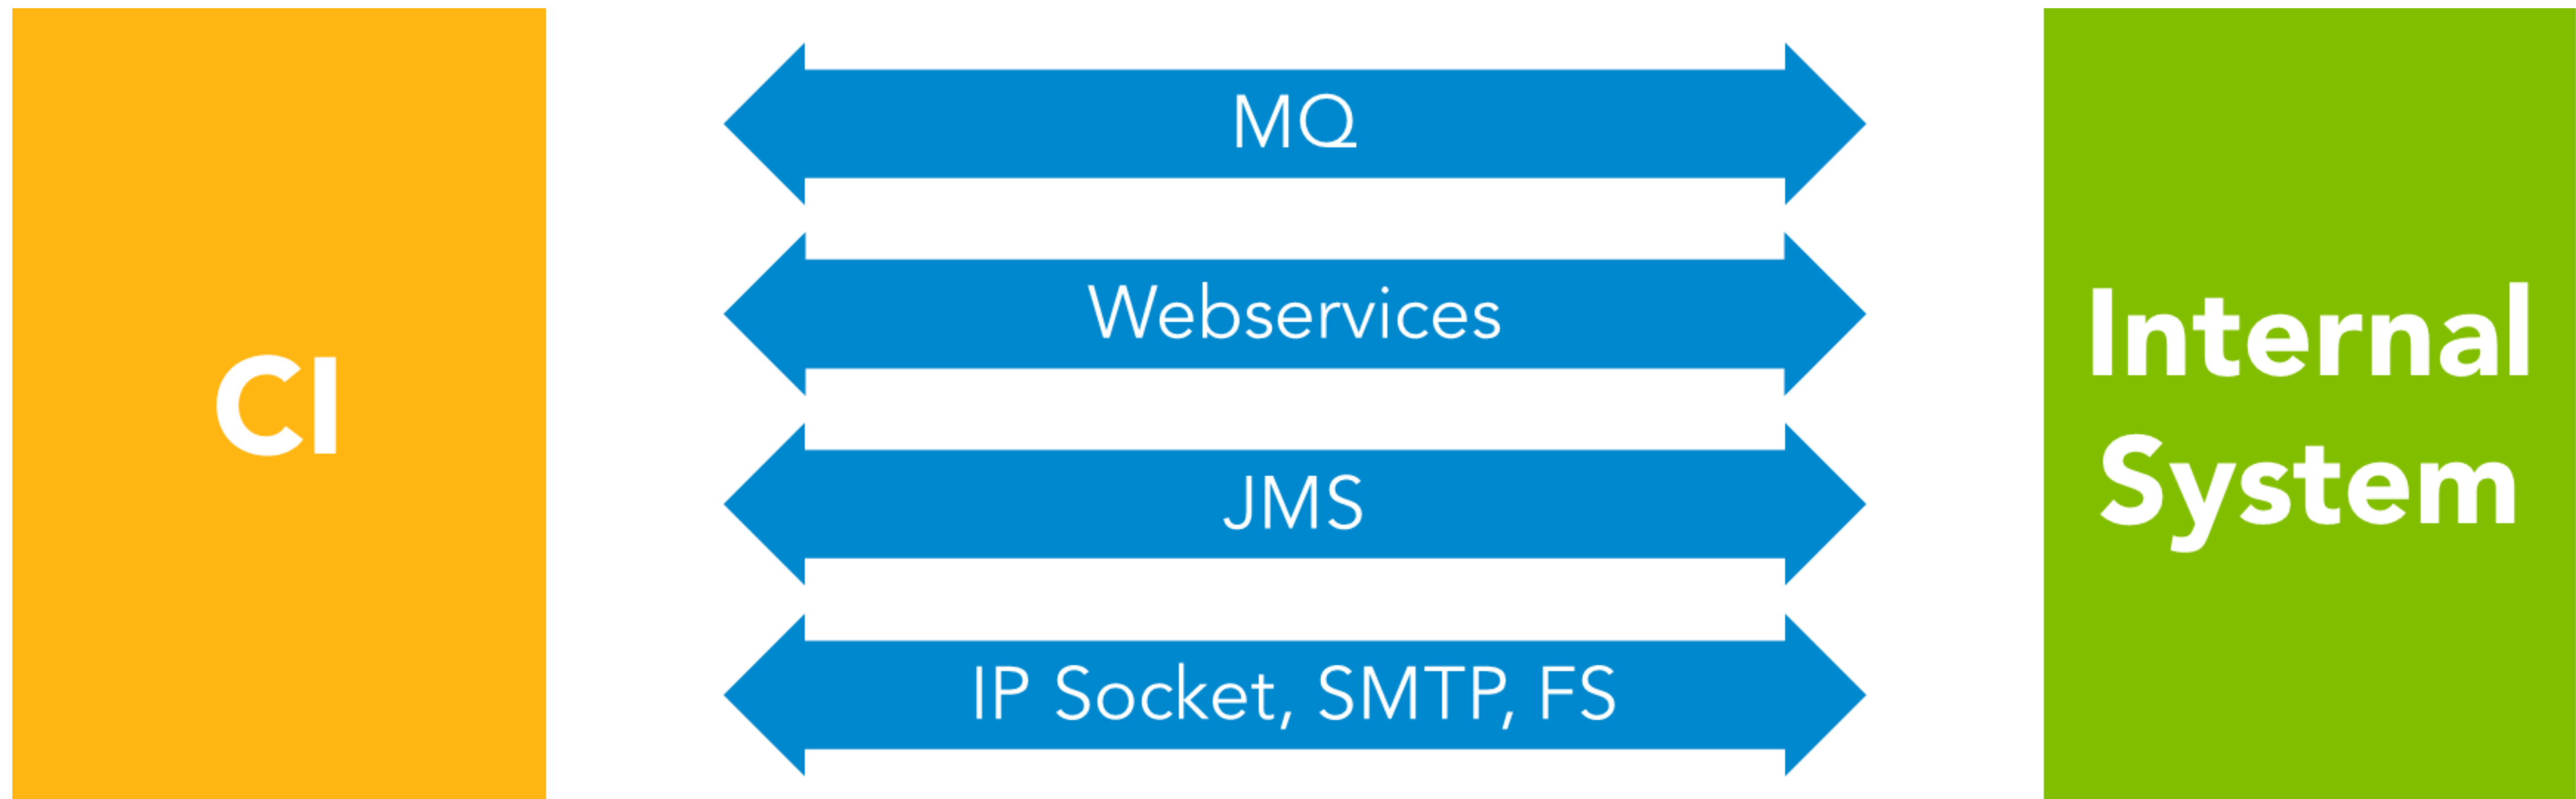 CI
MQ
Webservices
JMS
IP Socket, SMTP, FS
Internal
System